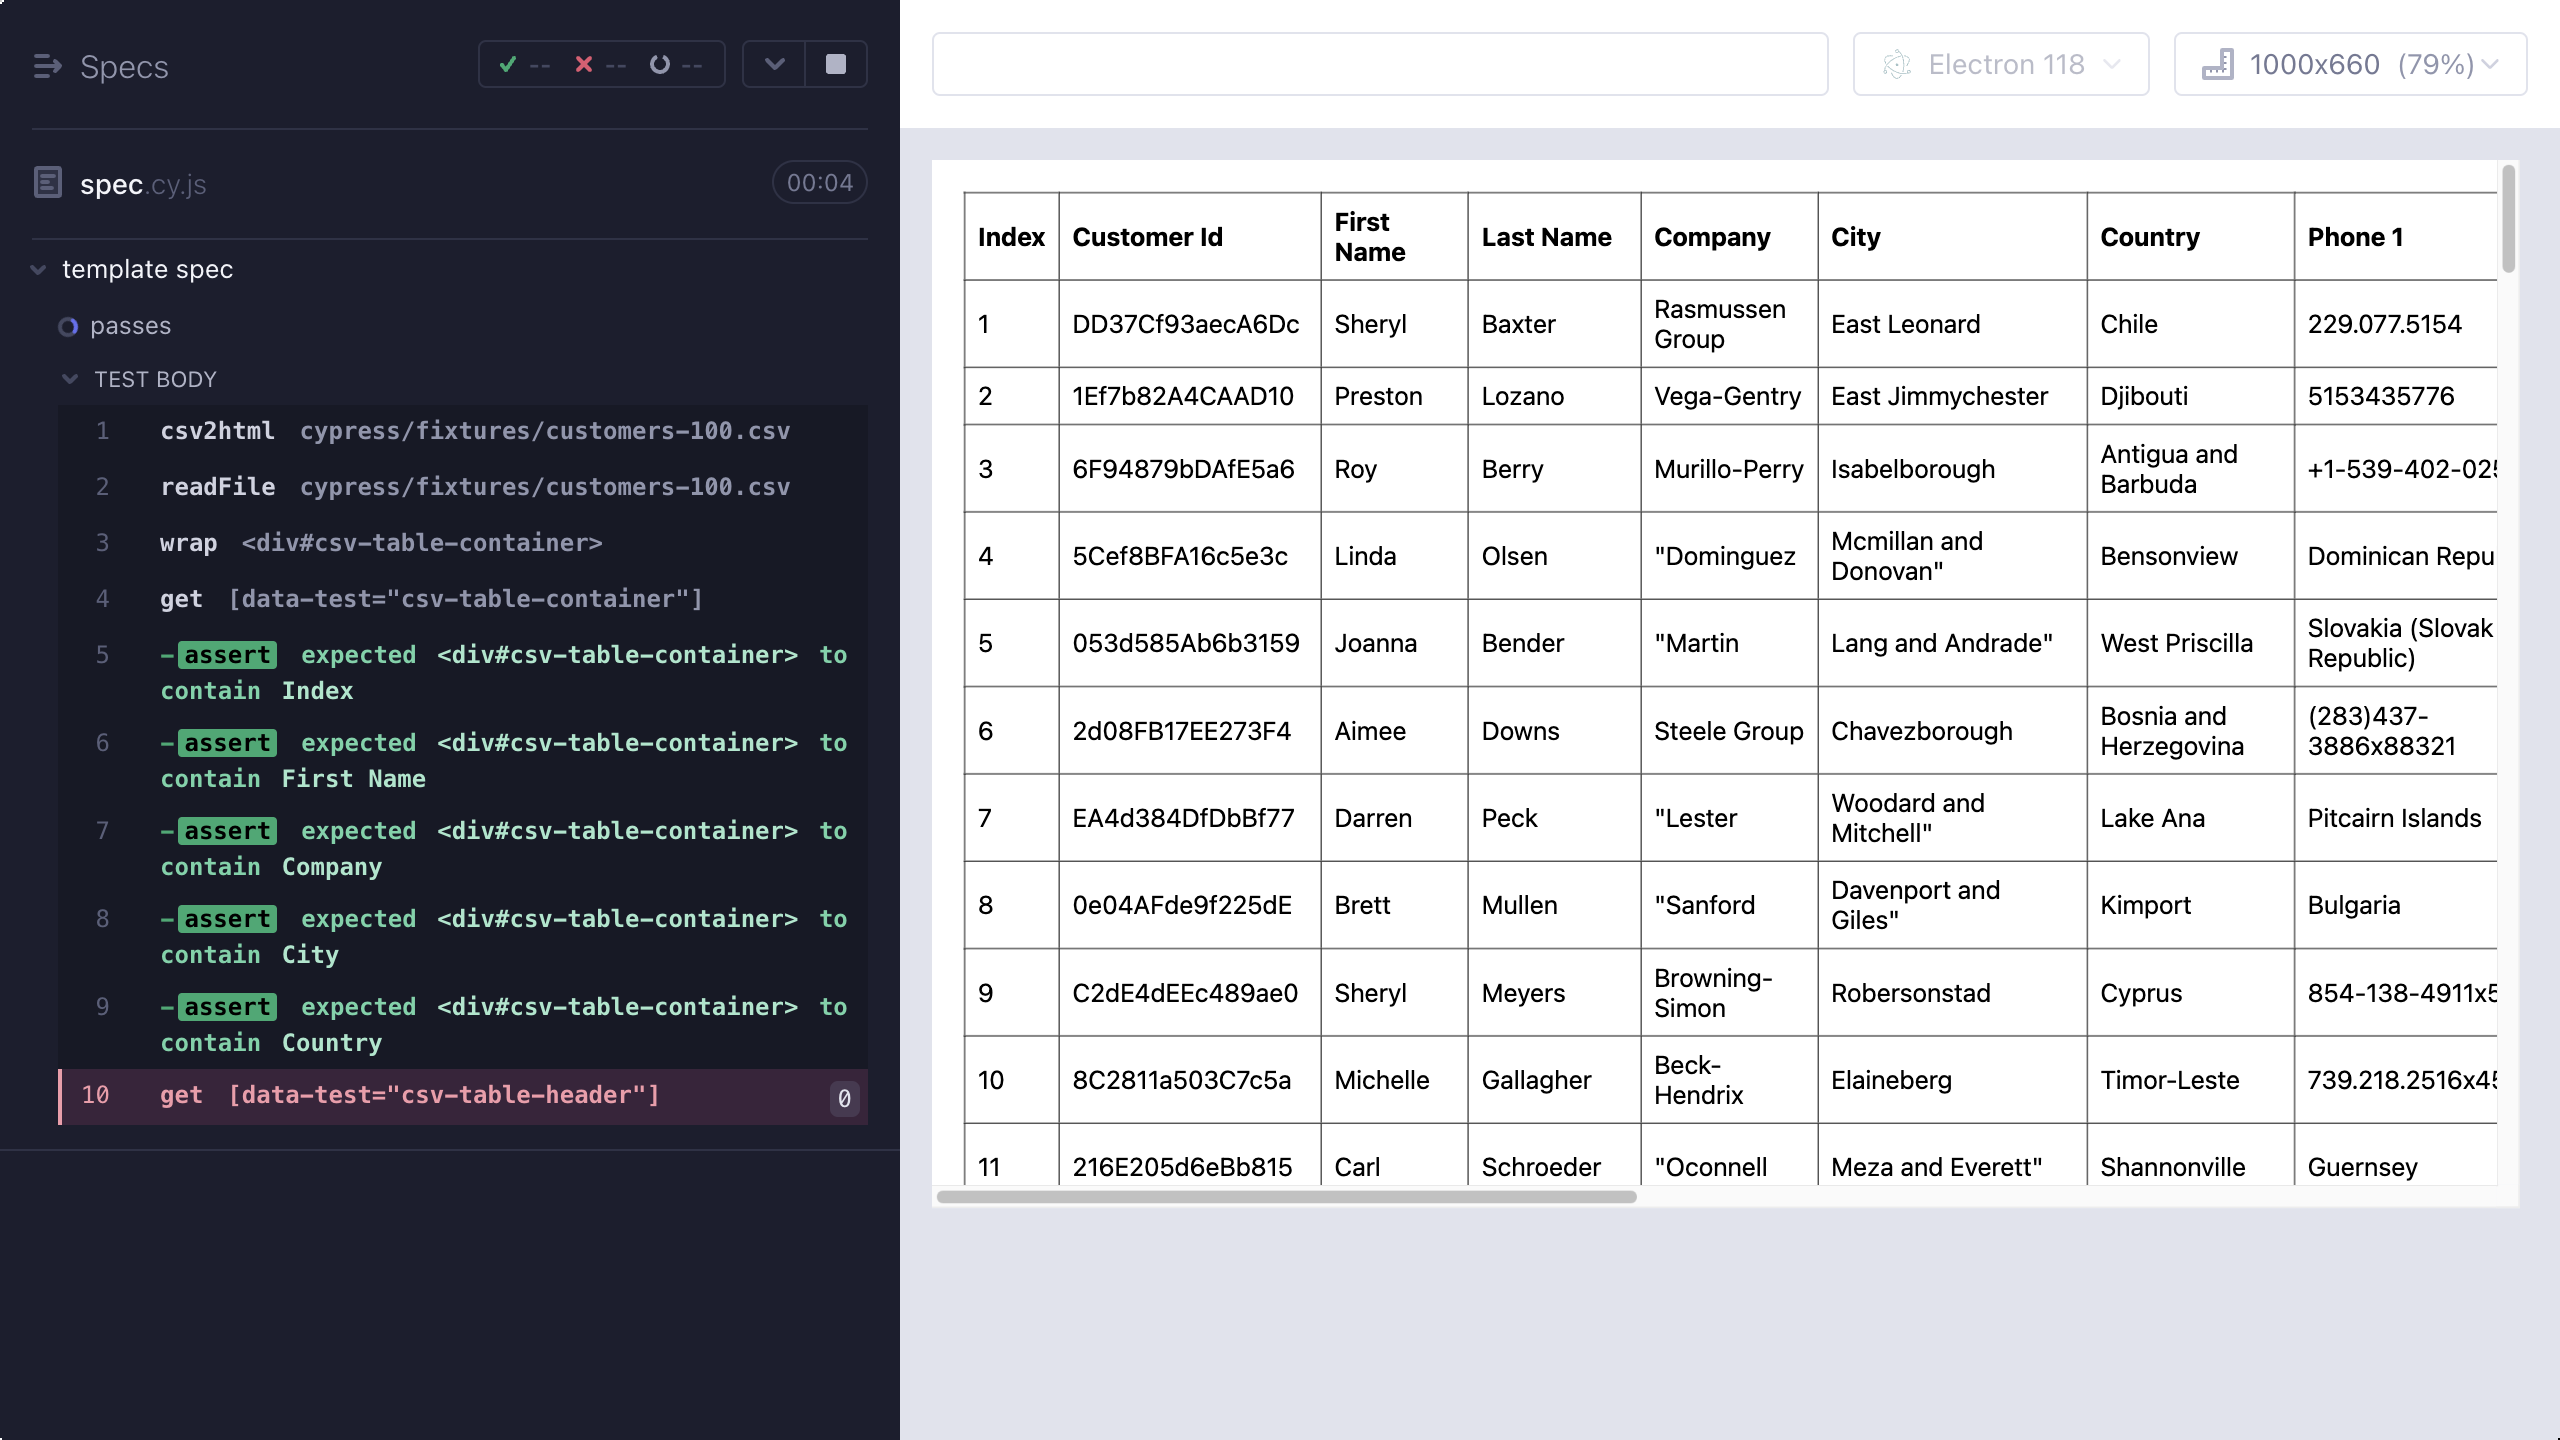 Specs
-- -- --
spec.cy.js
00:04
template spec
passes
TEST BODY
1 csv2html cypress/fixtures/customers-100.csv
2 readFile cypress/fixtures/customers-100.csv
3 wrap <div#csv-table-container>
4 get [data-test="csv-table-container"]
5 -assert expected <div#csv-table-container> to
contain Index
6 -assert expected <div#csv-table-container> to
contain First Name
7 -assert expected <div#csv-table-container> to
contain Company
8 -assert expected <div#csv-table-container> to
contain City
9 -assert expected <div#csv-table-container> to
contain Country
10 get [data-test="csv-table-header"] 0
Electron 118
1000x660 (79%)
Index Customer Id First Name Last Name Company City Country Phone 1
1 DD37Cf93aecA6Dc Sheryl Baxter Rasmussen Group East Leonard Chile 229.077.5154
2 1Ef7b82A4CAAD10 Preston Lozano Vega-Gentry East Jimmychester Djibouti 5153435776
3 6F94879bDAfE5a6 Roy Berry Murillo-Perry Isabelborough Antigua and Barbuda +1-539-402-025
4 5Cef8BFA16c5e3c Linda Olsen "Dominguez Mcmillan and Donovan" Bensonview Dominican Repu
5 053d585Ab6b3159 Joanna Bender "Martin Lang and Andrade" West Priscilla Slovakia (Slovak Republic)
6 2d08FB17EE273F4 Aimee Downs Steele Group Chavezborough Bosnia and Herzegovina (283)437-3886x88321
7 EA4d384DfDbBf77 Darren Peck "Lester Woodard and Mitchell" Lake Ana Pitcairn Islands
8 0e04AFde9f225dE Brett Mullen "Sanford Davenport and Giles" Kimport Bulgaria
9 C2dE4dEEc489ae0 Sheryl Meyers Browning-Simon Robersonstad Cyprus 854-138-4911x5
10 8C2811a503C7c5a Michelle Gallagher Beck-Hendrix Elaineberg Timor-Leste 739.218.2516x45
11 216E205d6eBb815 Carl Schroeder "Oconnell Meza and Everett" Shannonville Guernsey